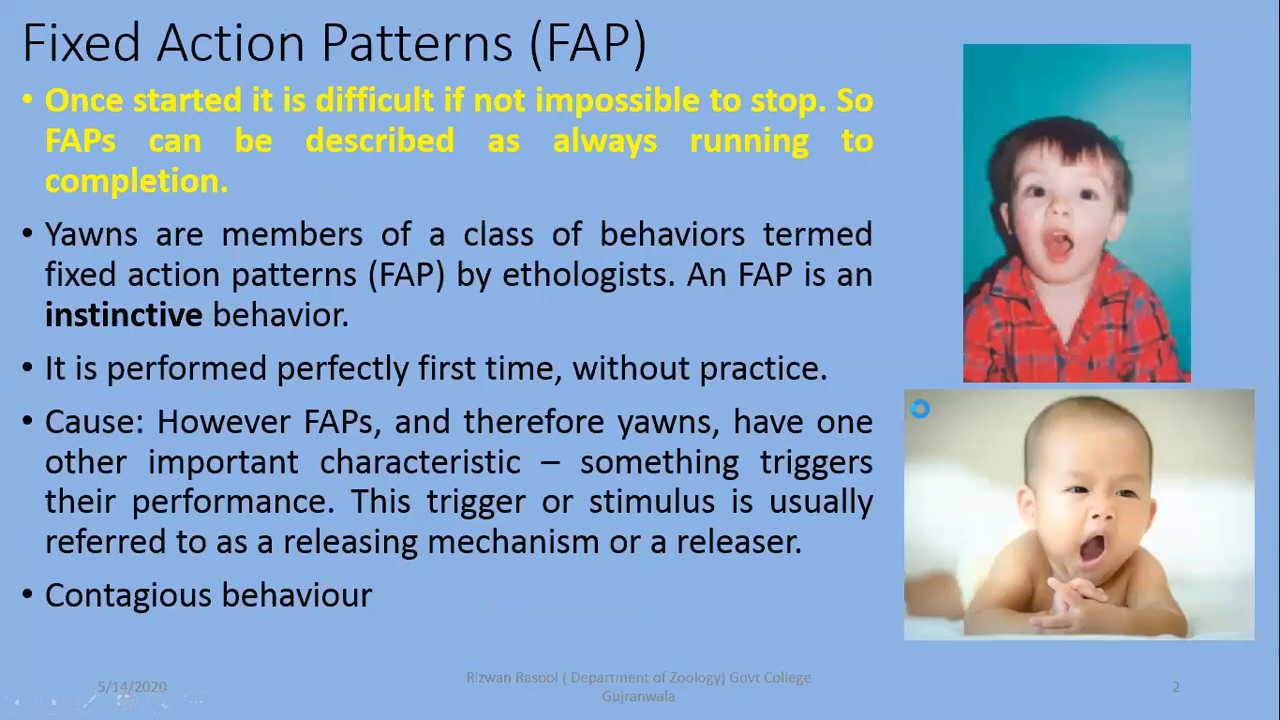 Fixed Action Patterns (FAP)
• Once started it is difficult if not impossible to stop. So
FAPs can be described as always running to
completion.
• Yawns are members of a class of behaviors termed
fixed action patterns (FAP) by ethologists. An FAP is an
instinctive behavior.
• It is performed perfectly first time, without practice.
• Cause: However FAPs, and therefore yawns, have one
other important characteristic – something triggers
their performance. This trigger or stimulus is usually
referred to as a releasing mechanism or a releaser.
• Contagious behaviour
5/14/2020
Rizwan Rasool ( Department of Zoology) Govt College
Gujranwala
2